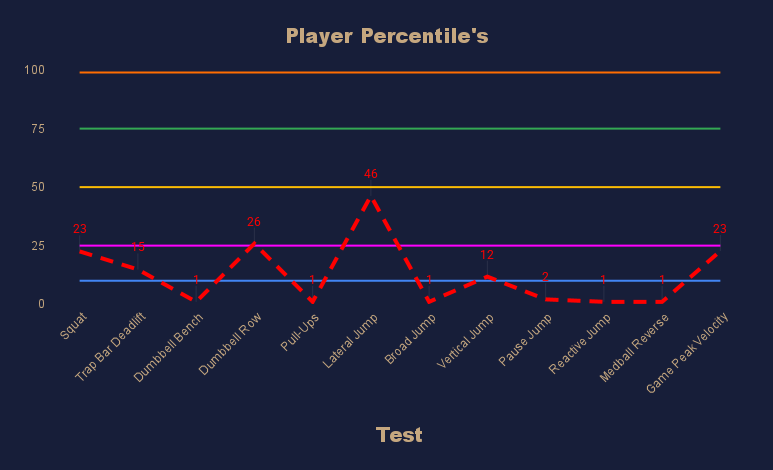 Player Percentile's
100
75
50
25
0
23
15
1
26
1
46
1
12
2
1
1
23
Squat
Trap Bar Deadlift
Dumbbell Bench
Dumbbell Row
Pull-Ups
Lateral Jump
Broad Jump
Vertical Jump
Pause Jump
Reactive Jump
Medball Reverse
Game Peak Velocity
Test